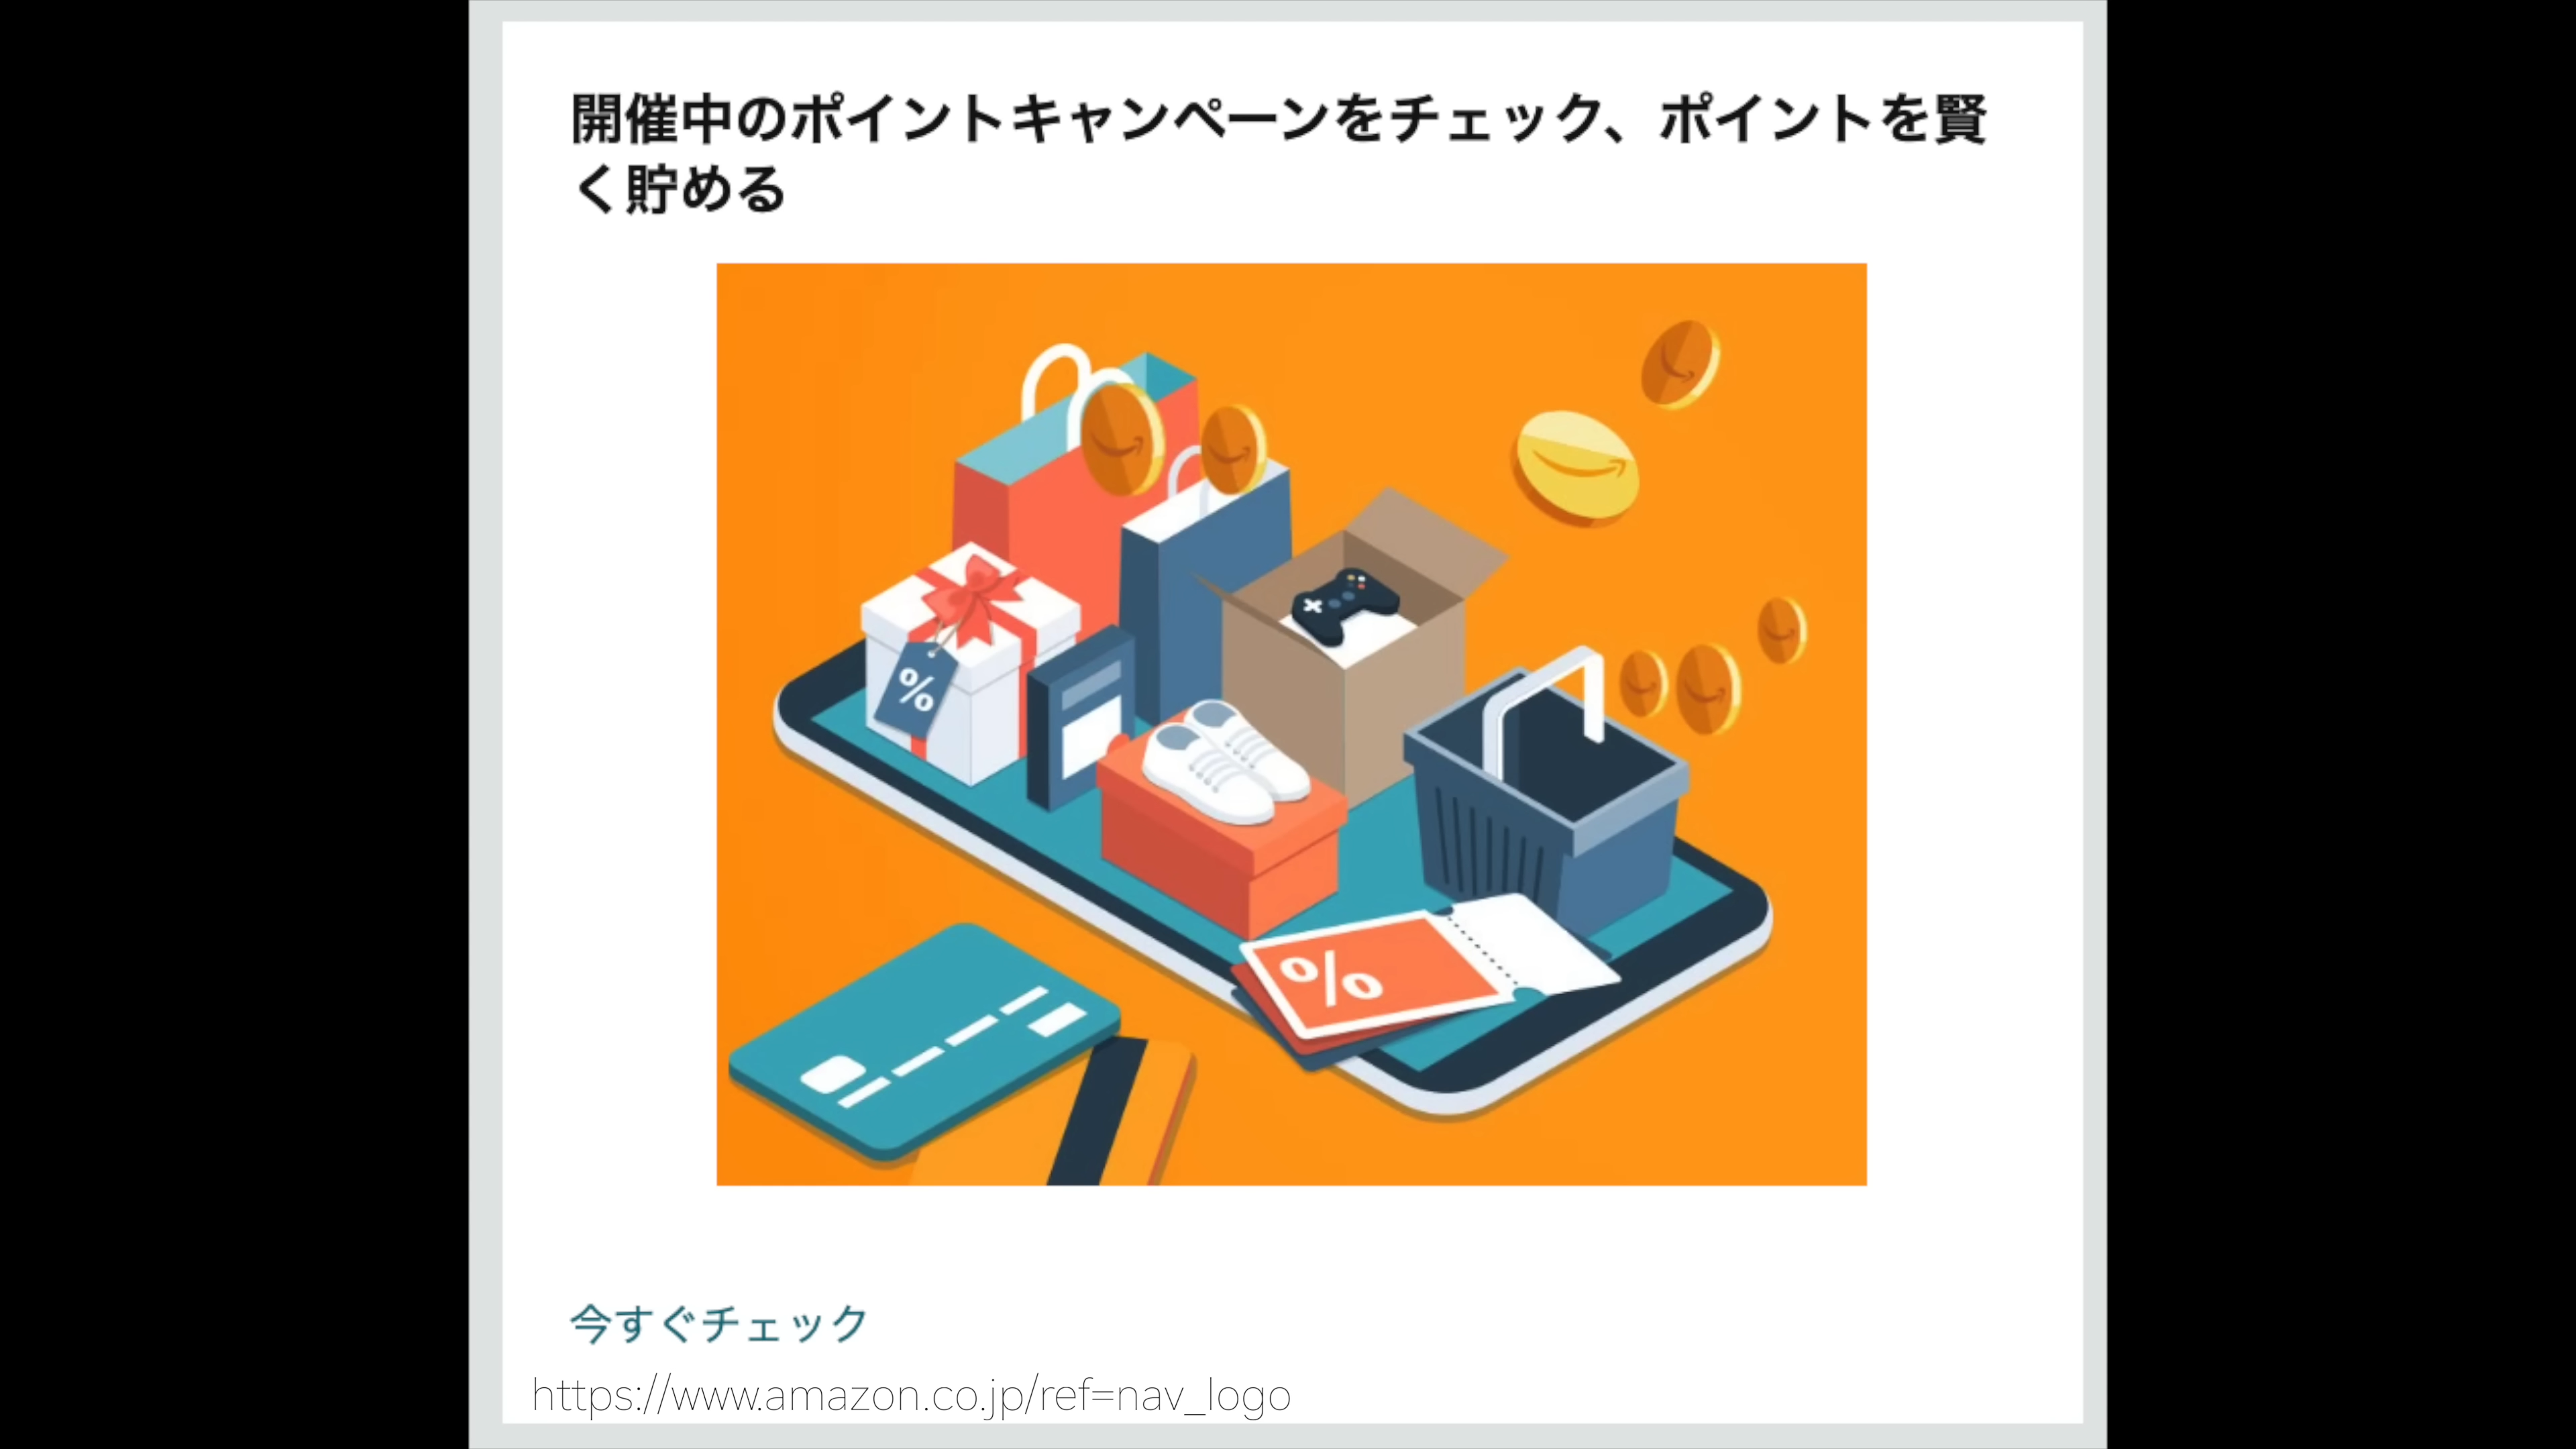 開催中のポイントキャンペーンをチェック、ポイントを賢
く貯める
%
%
今すぐチェック
https://www.amazon.co.jp/ref=nav_logo